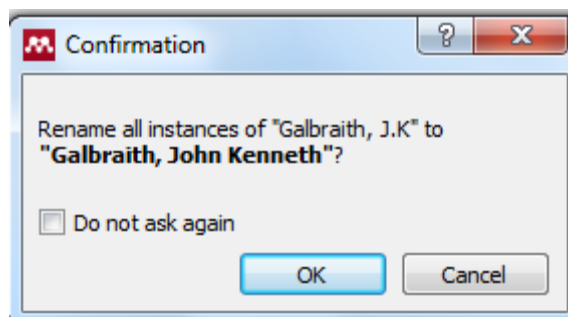 Confirmation
Rename all instances of "Galbraith, J.K" to
"Galbraith, John Kenneth"?
Do not ask again
OK Cancel